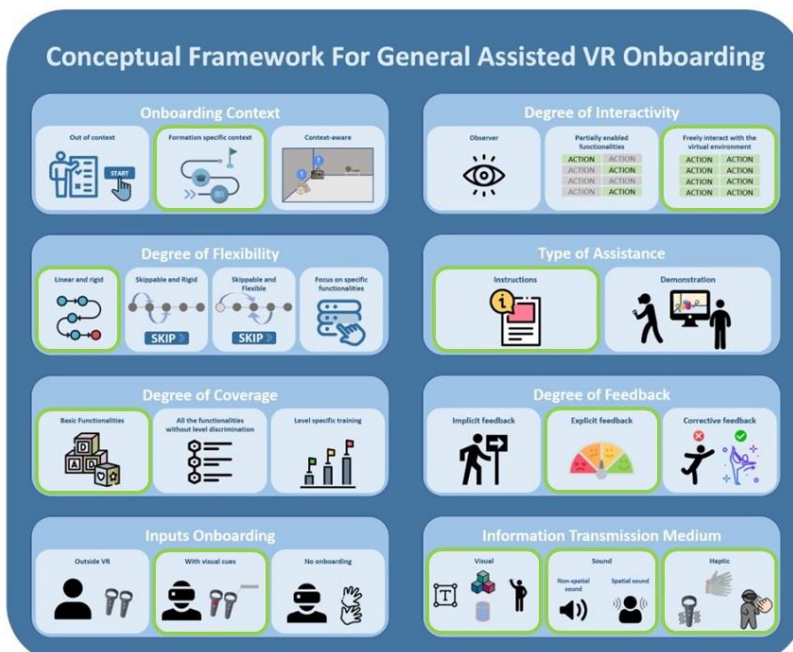 Conceptual Framework For General Assisted VR Onboarding
Onboarding Context
Out of context
START
Formation specific context
Context-aware
Degree of Interactivity
Observer
Partially enabled
functionalities
ACTION ACTION
ACTION ACTION
ACTION ACTION
ACTION ACTION
Freely interact with the
virtual environment
ACTION ACTION
ACTION ACTION
ACTION ACTION
ACTION ACTION
Degree of Flexibility
Linear and rigid
Skippable and Rigid
SKIP
Skippable and
Flexible
SKIP
Focus on specific
functionalities
Type of Assistance
Instructions
i
Demonstration
Degree of Coverage
Basic Functionalities
A
All the functionalities
without level discrimination
Level specific training
Degree of Feedback
Implicit feedback
Explicit feedback
Corrective feedback
Inputs Onboarding
Outside VR
With visual cues
No onboarding
Information Transmission Medium
Visual
T
Sound
Non-spatial
sound
Spatial sound
Haptic